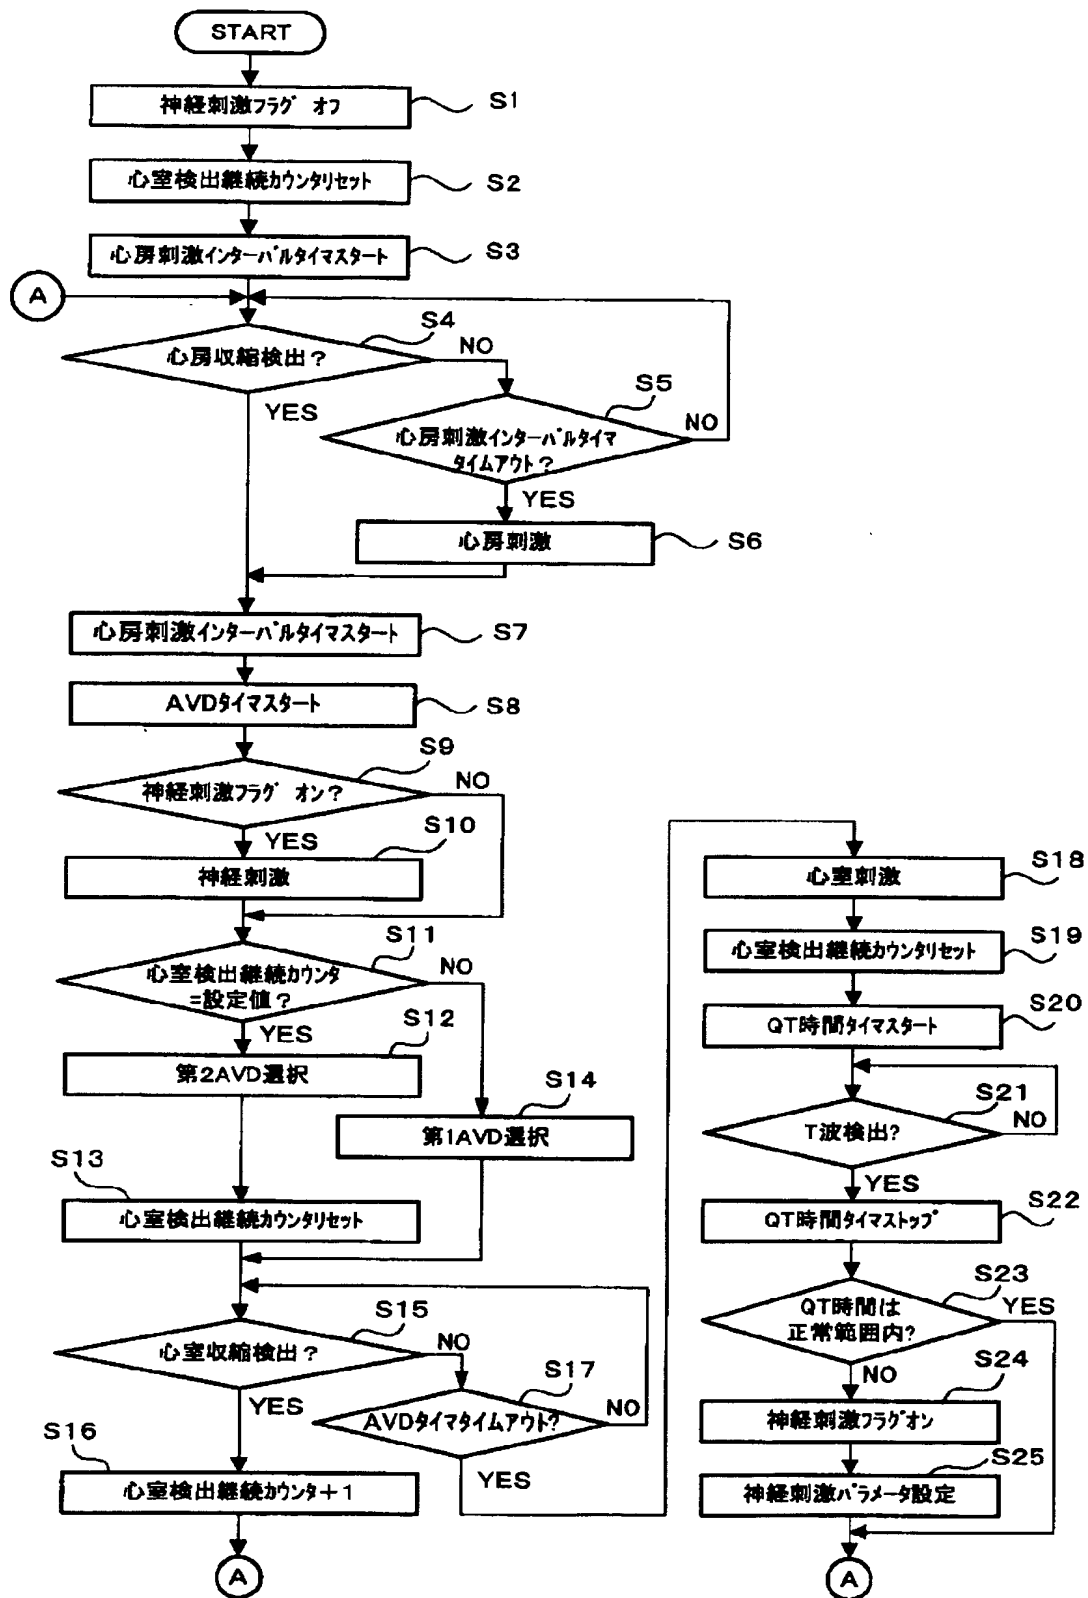 START
神経刺激フラグ オフ
S1
心室検出継続カウンタリセット
S2
心房刺激インターバルタイマスタート
S3
A
S4
心房収縮検出?
NO
YES
S5
心房刺激インターバルタイマ
タイムアウト?
NO
YES
心房刺激
S6
心房刺激インターバルタイマスタート
S7
AVDタイマスタート
S8
S9
神経刺激フラグ オン?
NO
YES
S10
神経刺激
S11
心室検出継続カウンタ
=設定値?
NO
YES
S12
第2AVD選択
S14
第1AVD選択
S13
心室検出継続カウンタリセット
S15
心室収縮検出?
NO
YES
S17
AVDタイマタイムアウト?
NO
YES
S16
心室検出継続カウンタ+1
A
心室刺激
S18
心室検出継続カウンタリセット
S19
QT時間タイマスタート
S20
S21
T波検出?
NO
YES
QT時間タイマストップ
S22
S23
QT時間は
正常範囲内?
YES
NO
S24
神経刺激フラグオン
S25
神経刺激パラメータ設定
A